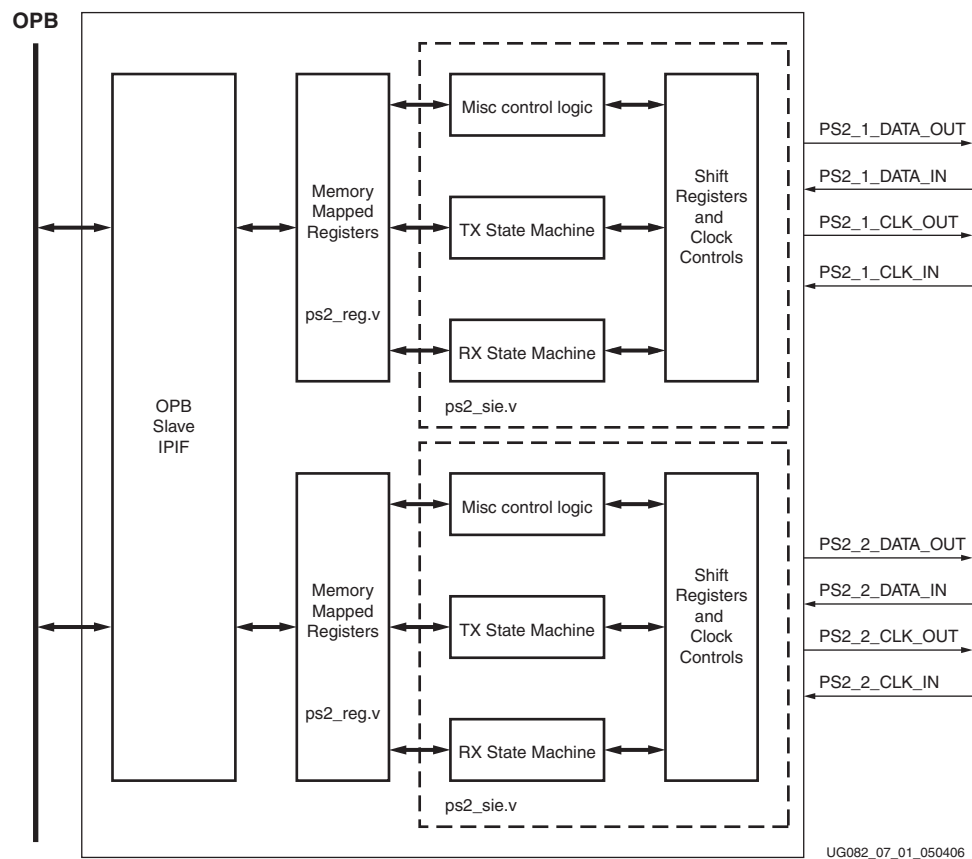 OPB
OPB
Slave
IPIF
Memory
Mapped
Registers
ps2_reg.v
Misc control logic
TX State Machine
RX State Machine
ps2_sie.v
Shift
Registers
and
Clock
Controls
PS2_1_DATA_OUT
PS2_1_DATA_IN
PS2_1_CLK_OUT
PS2_1_CLK_IN
Memory
Mapped
Registers
ps2_reg.v
Misc control logic
TX State Machine
RX State Machine
ps2_sie.v
Shift
Registers
and
Clock
Controls
PS2_2_DATA_OUT
PS2_2_DATA_IN
PS2_2_CLK_OUT
PS2_2_CLK_IN
UG082_07_01_050406